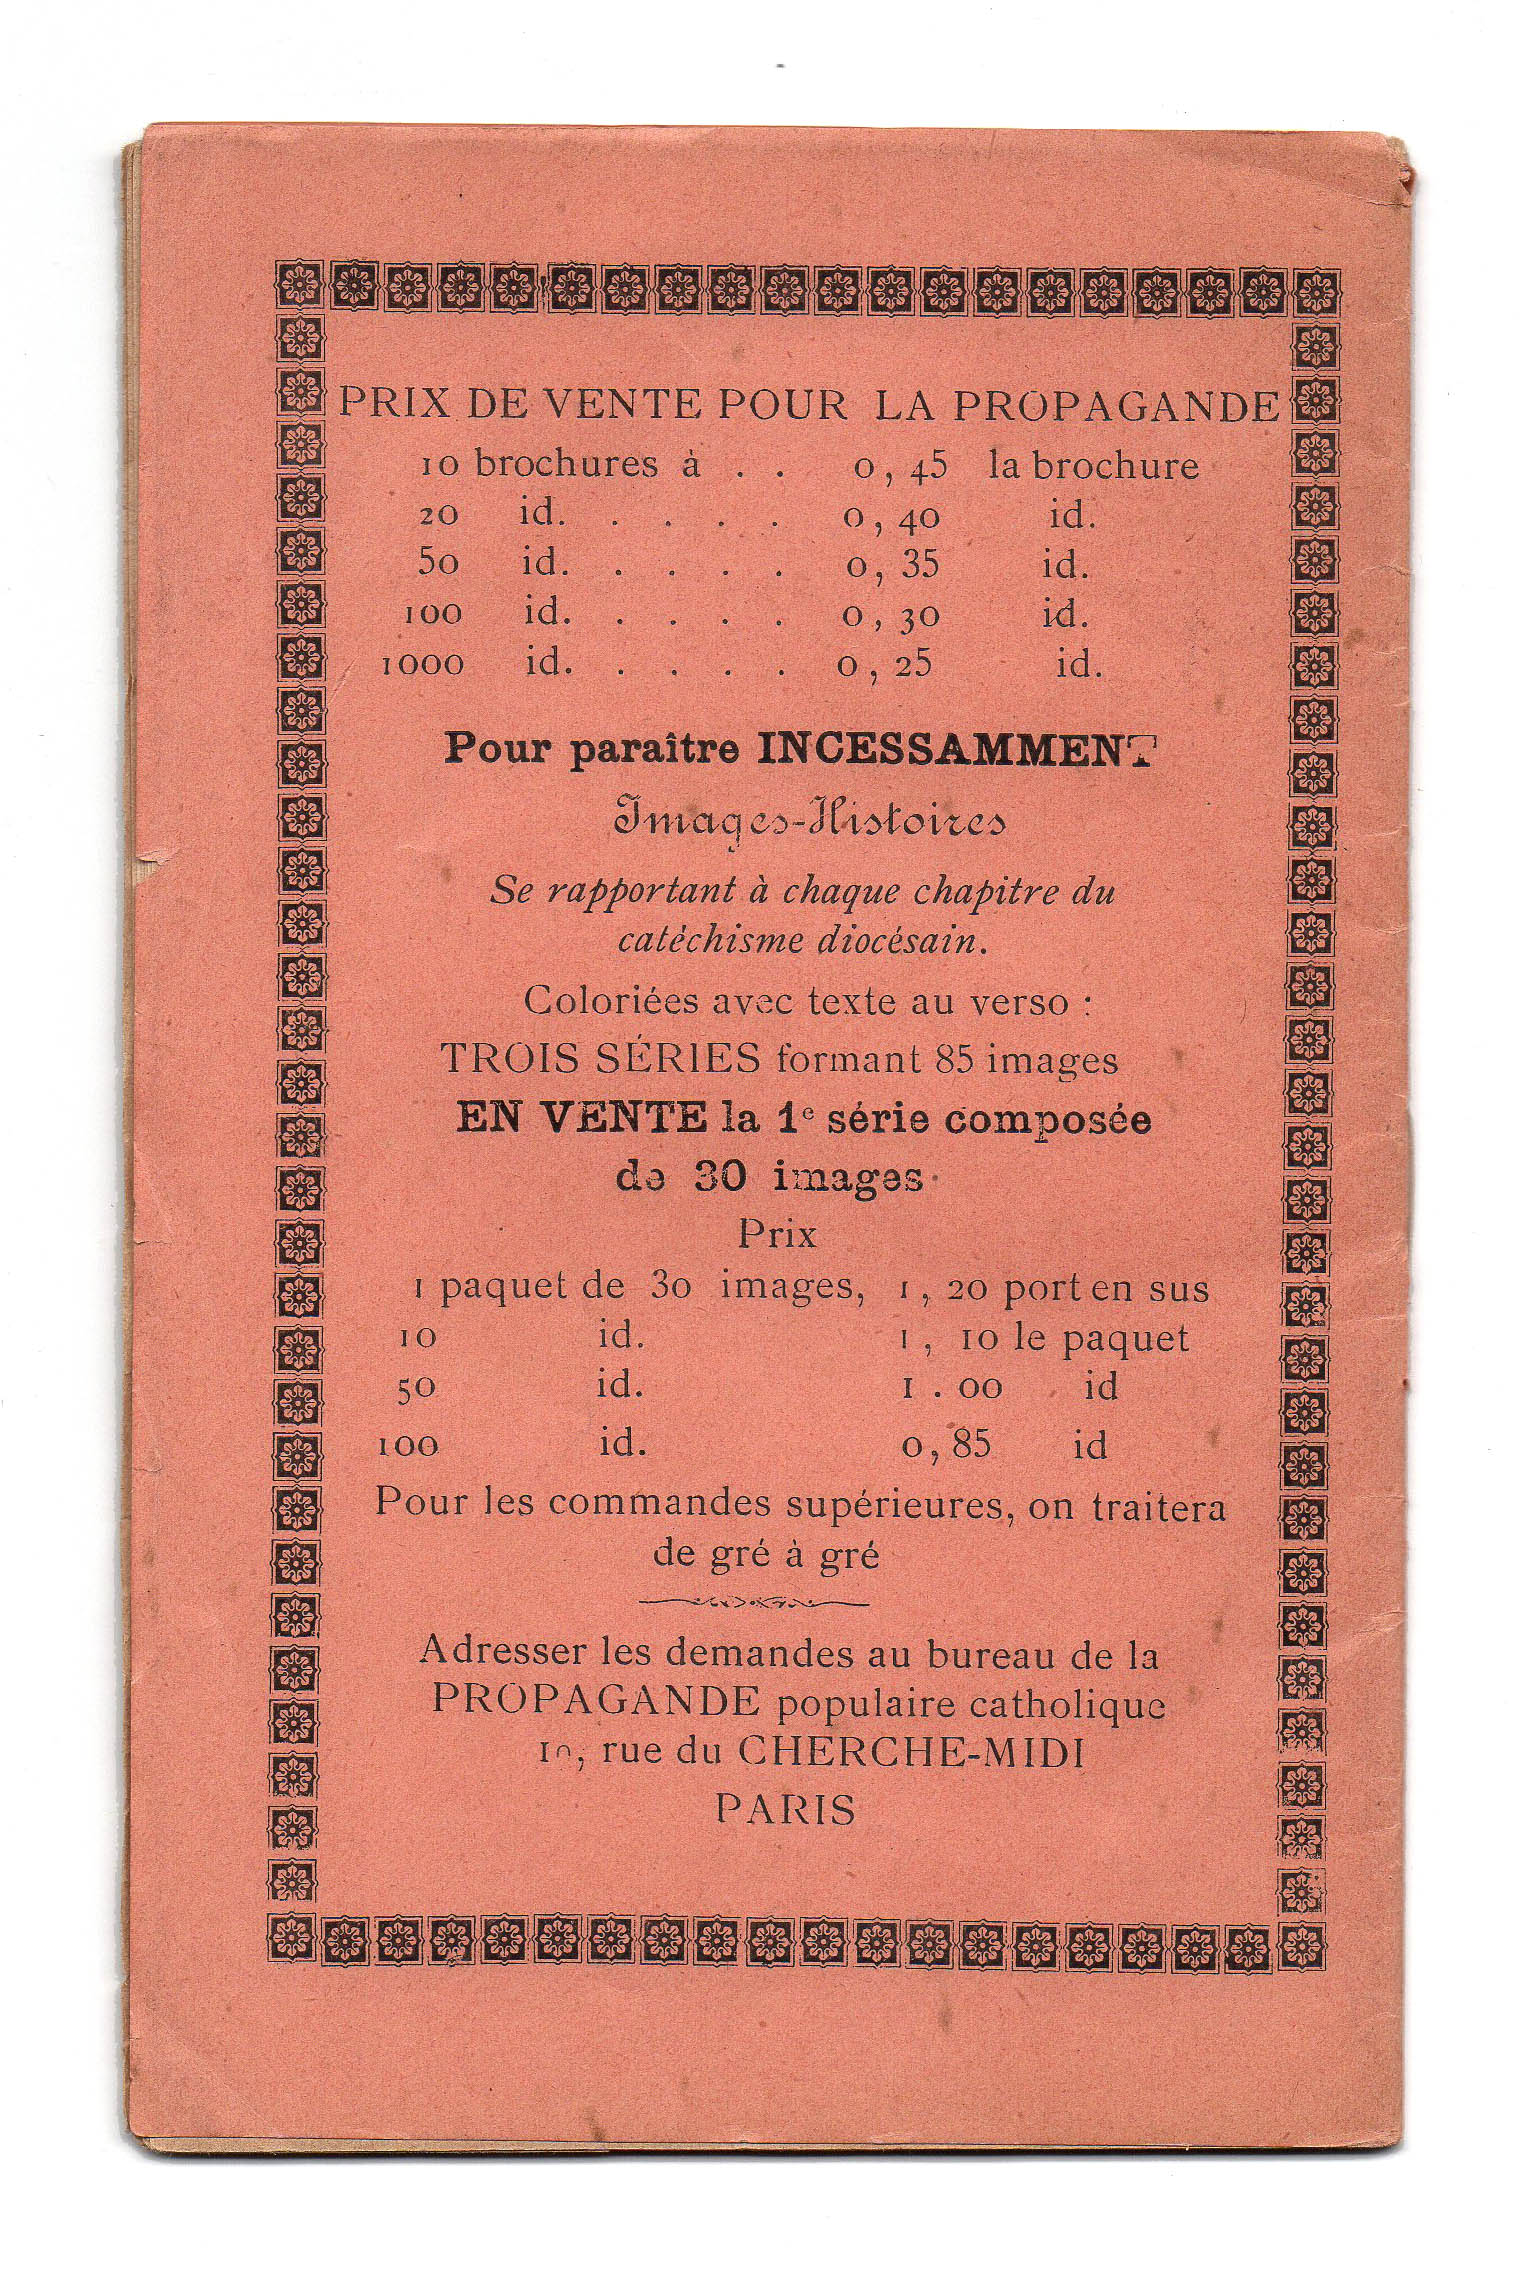 PRIX DE VENTE POUR LA PROPAGANDE
10 brochures à . . 0, 45 la brochure
20 id. . . . . 0, 40 id.
50 id. . . . . 0, 35 id.
100 id. . . . . 0, 30 id.
1000 id. . . . . 0, 25 id.
Pour paraître INCESSAMMENT
Images-Histoires
Se rapportant à chaque chapitre du
catéchisme diocésain.
Coloriées avec texte au verso :
TROIS SÉRIES formant 85 images
EN VENTE la 1e série composée
de 30 images
Prix
1 paquet de 30 images, 1, 20 port en sus
10 id. 1, 10 le paquet
50 id. 1. 00 id
100 id. 0, 85 id
Pour les commandes supérieures, on traitera
de gré à gré
Adresser les demandes au bureau de la
PROPAGANDE populaire catholique
rue du CHERCHE-MIDI
PARIS